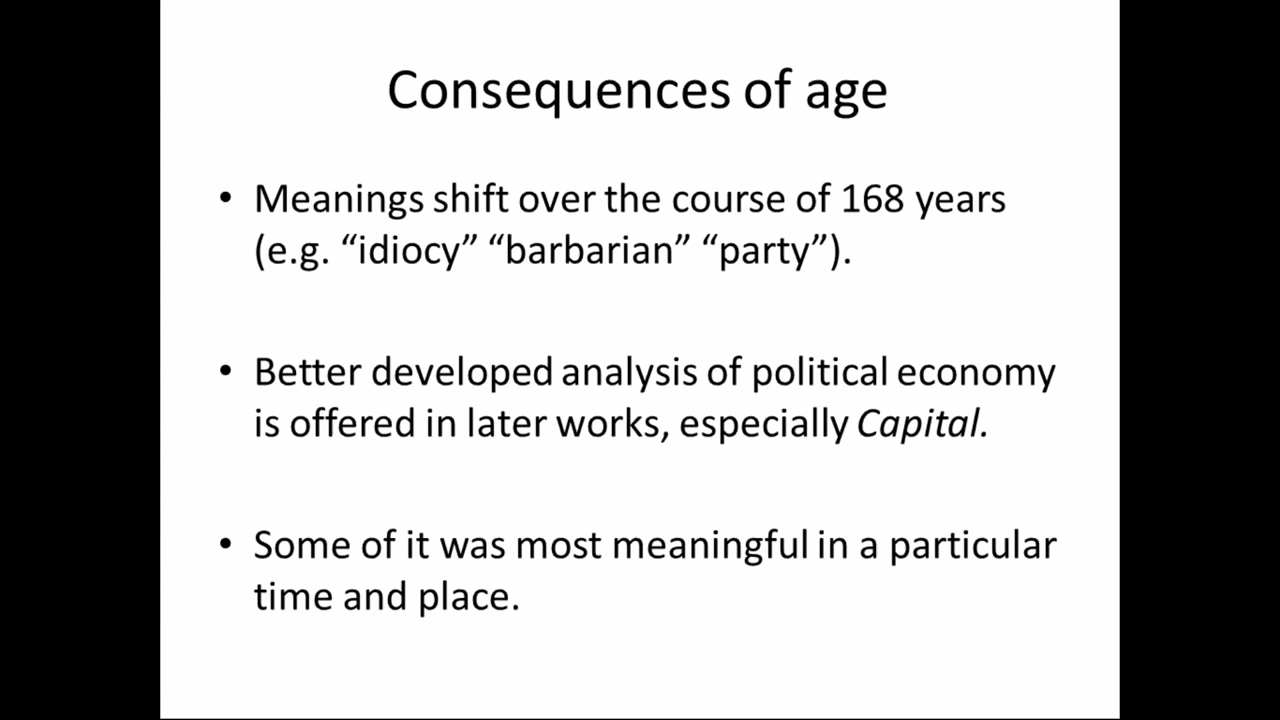 Consequences of age
• Meanings shift over the course of 168 years
(e.g. “idiocy” “barbarian” “party”).
• Better developed analysis of political economy
is offered in later works, especially Capital.
• Some of it was most meaningful in a particular
time and place.